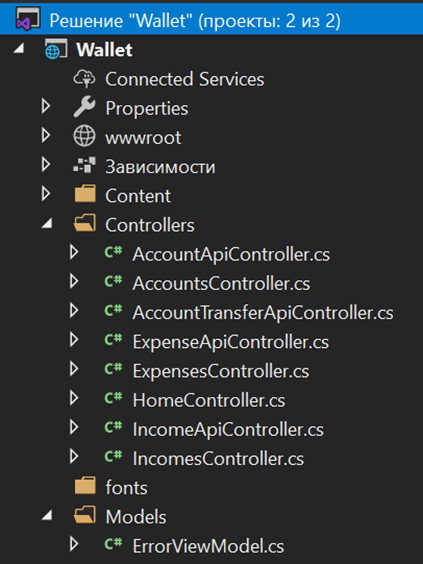 Решение "Wallet" (проекты: 2 из 2)
Wallet
Connected Services
Properties
wwwroot
Зависимости
Content
Controllers
C# AccountApiController.cs
C# AccountsController.cs
C# AccountTransferApiController.cs
C# ExpenseApiController.cs
C# ExpensesController.cs
C# HomeController.cs
C# IncomeApiController.cs
C# IncomesController.cs
fonts
Models
C# ErrorViewModel.cs